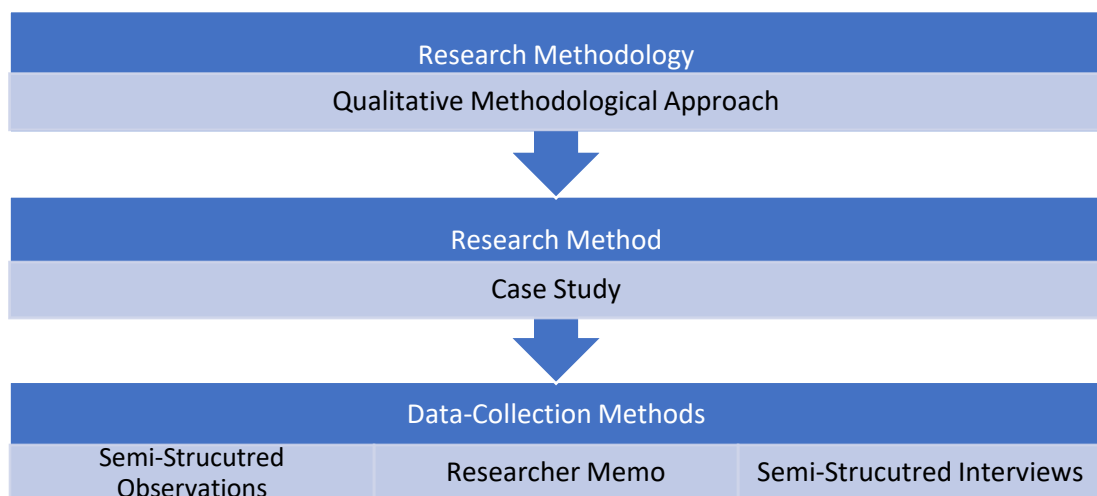 Research Methodology
Qualitative Methodological Approach
Research Method
Case Study
Data-Collection Methods
Semi-Strucutred
Observations
Researcher Memo
Semi-Strucutred Interviews